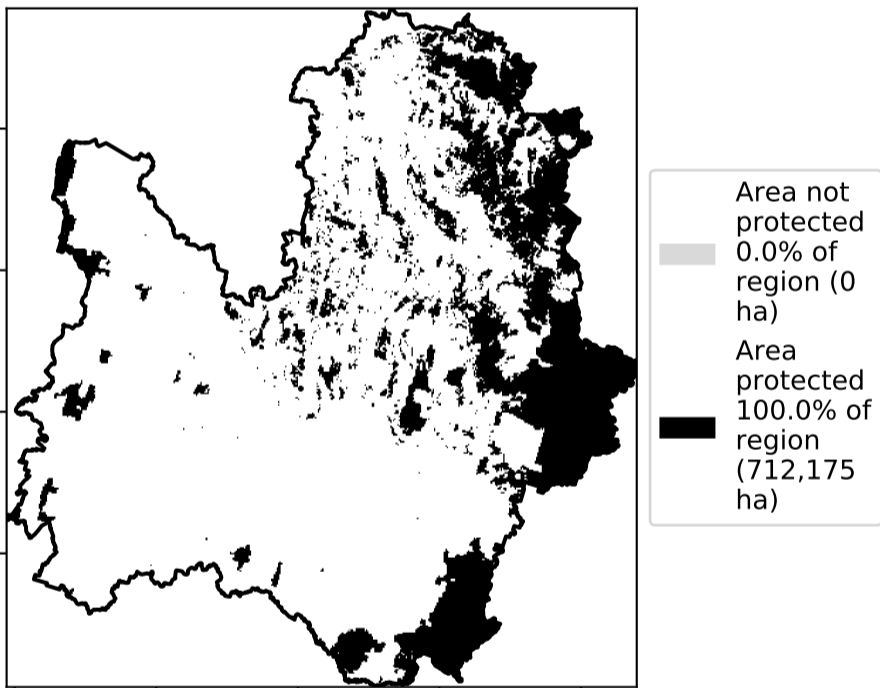 Area not
protected
0.0% of
region (0
ha)
Area
protected
100.0% of
region
(712,175
ha)